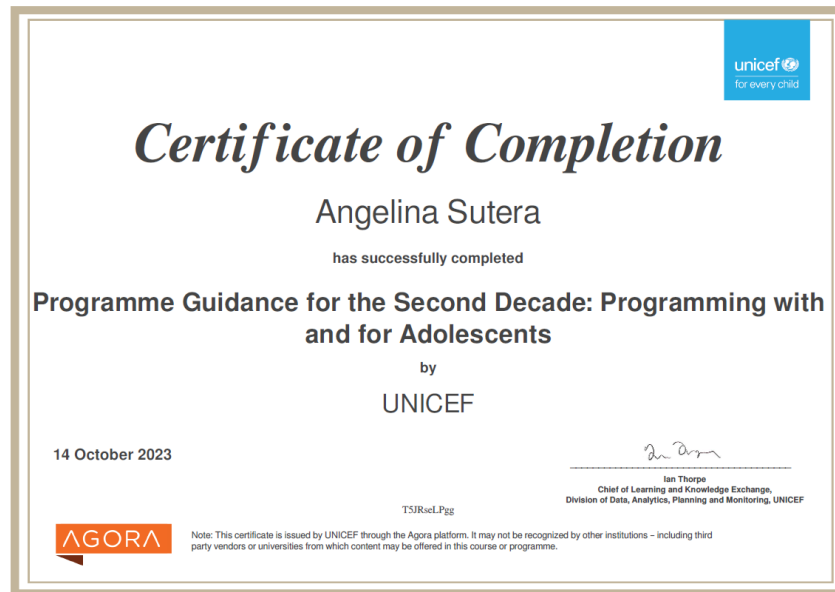 unicef
for every child
Certificate of Completion
Angelina Sutera
has successfully completed
Programme Guidance for the Second Decade: Programming with
and for Adolescents
by
UNICEF
14 October 2023
Ian Thorpe
Chief of Learning and Knowledge Exchange,
Division of Data, Analytics, Planning and Monitoring, UNICEF
T5JRseLPgg
AGORA
Note: This certificate is issued by UNICEF through the Agora platform. It may not be recognized by other institutions – including third
party vendors or universities from which content may be offered in this course or programme.